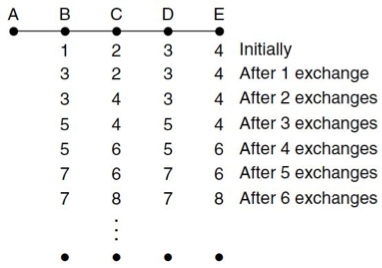 A B C D E
1 2 3 4 Initially
3 2 3 4 After 1 exchange
3 4 3 4 After 2 exchanges
5 4 5 4 After 3 exchanges
5 6 5 6 After 4 exchanges
7 6 7 6 After 5 exchanges
7 8 7 8 After 6 exchanges